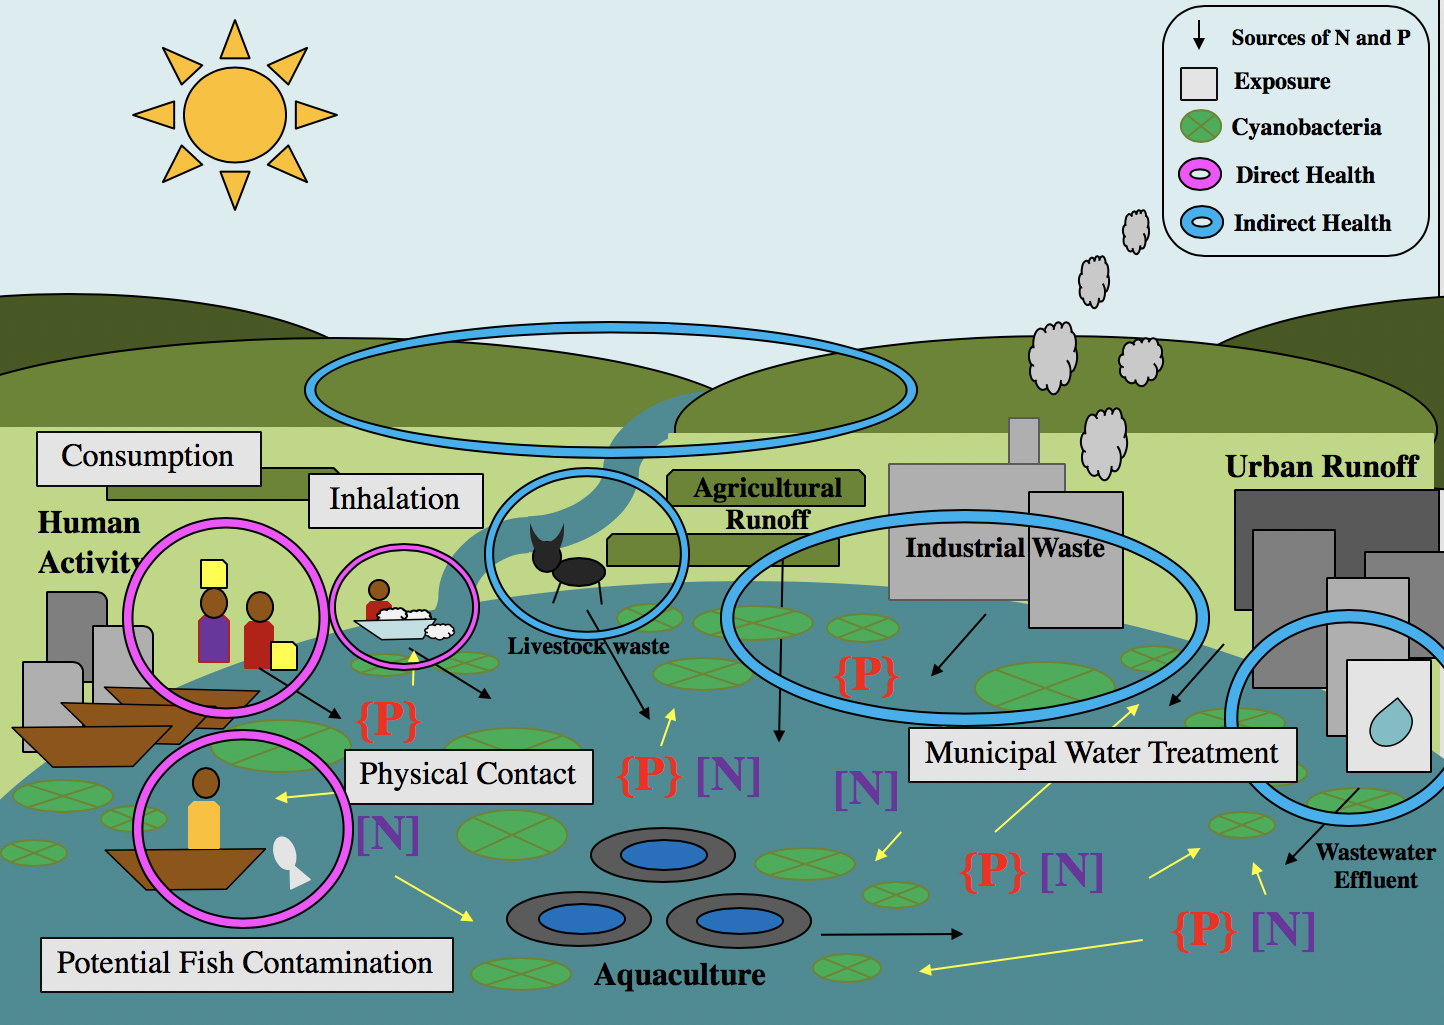 Sources of N and P
Exposure
Cyanobacteria
Direct Health
Indirect Health
Consumption
Inhalation
Human
Activity
Agricultural
Runoff
Industrial Waste
Urban Runoff
Livestock waste
{P}
{P}
Physical Contact
{P} [N]
[N]
Municipal Water Treatment
[N]
{P} [N]
Wastewater
Effluent
{P} [N]
Potential Fish Contamination
Aquaculture